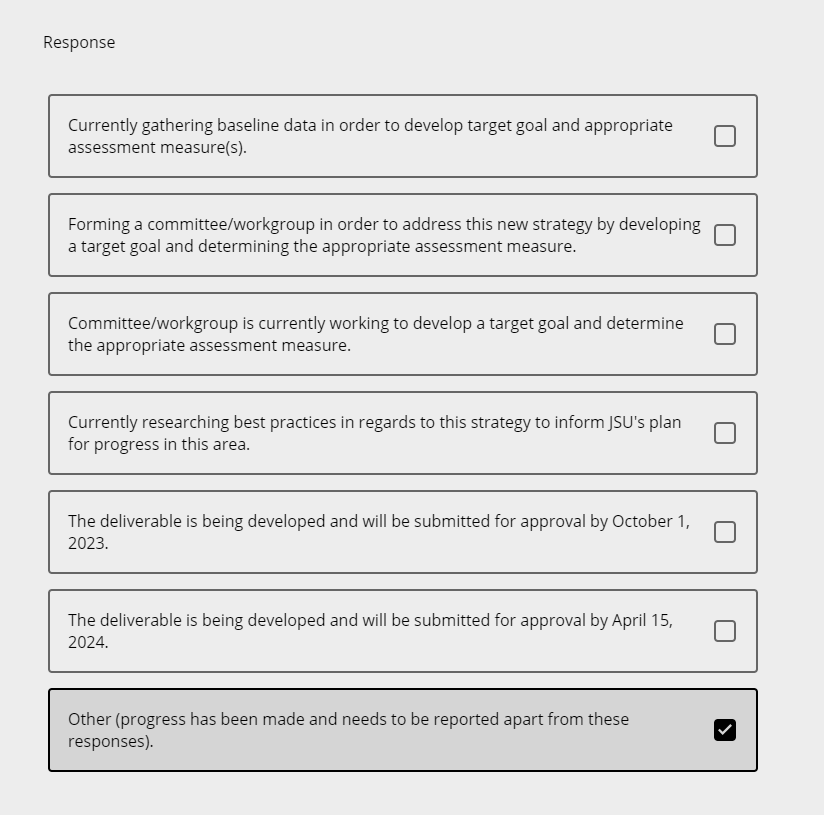 Response
Currently gathering baseline data in order to develop target goal and appropriate
assessment measure(s).
Forming a committee/workgroup in order to address this new strategy by developing
a target goal and determining the appropriate assessment measure.
Committee/workgroup is currently working to develop a target goal and determine
the appropriate assessment measure.
Currently researching best practices in regards to this strategy to inform JSU's plan
for progress in this area.
The deliverable is being developed and will be submitted for approval by October 1,
2023.
The deliverable is being developed and will be submitted for approval by April 15,
2024.
Other (progress has been made and needs to be reported apart from these
responses).